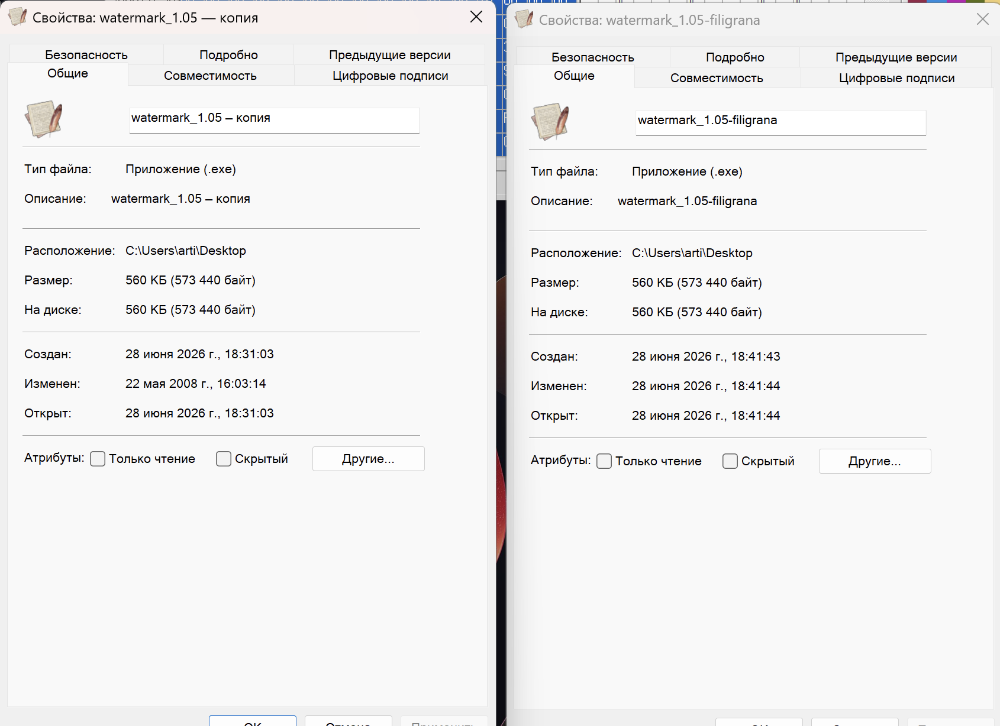 Свойства: watermark_1.05 — копия
Безопасность
Подробно
Предыдущие версии
Общие
Совместимость
Цифровые подписи
watermark_1.05 – копия
Тип файла:
Приложение (.exe)
Описание:
watermark_1.05 – копия
Расположение:
C:\Users\arti\Desktop
Размер:
560 КБ (573 440 байт)
На диске:
560 КБ (573 440 байт)
Создан:
28 июня 2026 г., 18:31:03
Изменен:
22 мая 2008 г., 16:03:14
Открыт:
28 июня 2026 г., 18:31:03
Атрибуты:
Только чтение
Скрытый
Другие...
ОК
Отмена
Применить
Свойства: watermark_1.05-filigrana
Безопасность
Подробно
Предыдущие версии
Общие
Совместимость
Цифровые подписи
watermark_1.05-filigrana
Тип файла:
Приложение (.exe)
Описание:
watermark_1.05-filigrana
Расположение:
C:\Users\arti\Desktop
Размер:
560 КБ (573 440 байт)
На диске:
560 КБ (573 440 байт)
Создан:
28 июня 2026 г., 18:41:43
Изменен:
28 июня 2026 г., 18:41:44
Открыт:
28 июня 2026 г., 18:41:44
Атрибуты:
Только чтение
Скрытый
Другие...